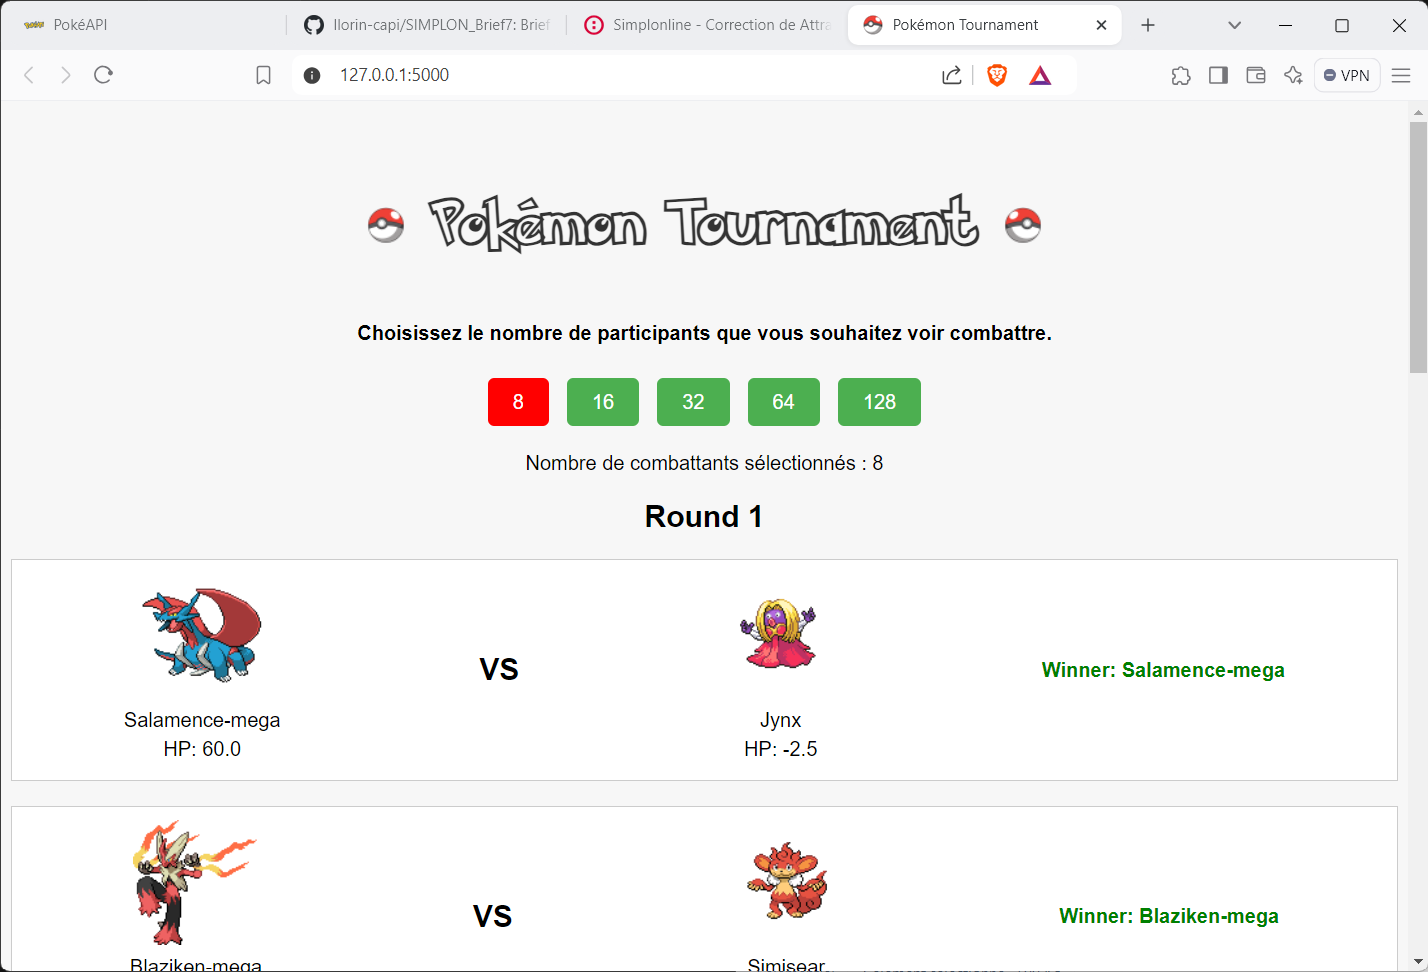 PokéAPI
llorin-capi/SIMPLON_Brief7: Brief
Simplonline - Correction de Attra
Pokémon Tournament
127.0.0.1:5000
VPN
Pokémon Tournament
Choisissez le nombre de participants que vous souhaitez voir combattre.
8 16 32 64 128
Nombre de combattants sélectionnés : 8
Round 1
VS
Winner: Salamence-mega
Salamence-mega
HP: 60.0
Jynx
HP: -2.5
VS
Winner: Blaziken-mega
Blaziken-mega
Simisear